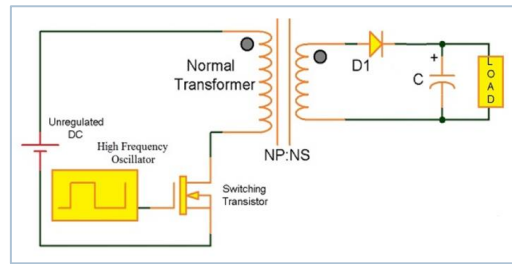 Normal
Transformer
D1
+
C
LOAD
Unregulated
DC
High Frequency
Oscillator
NP:NS
Switching
Transistor